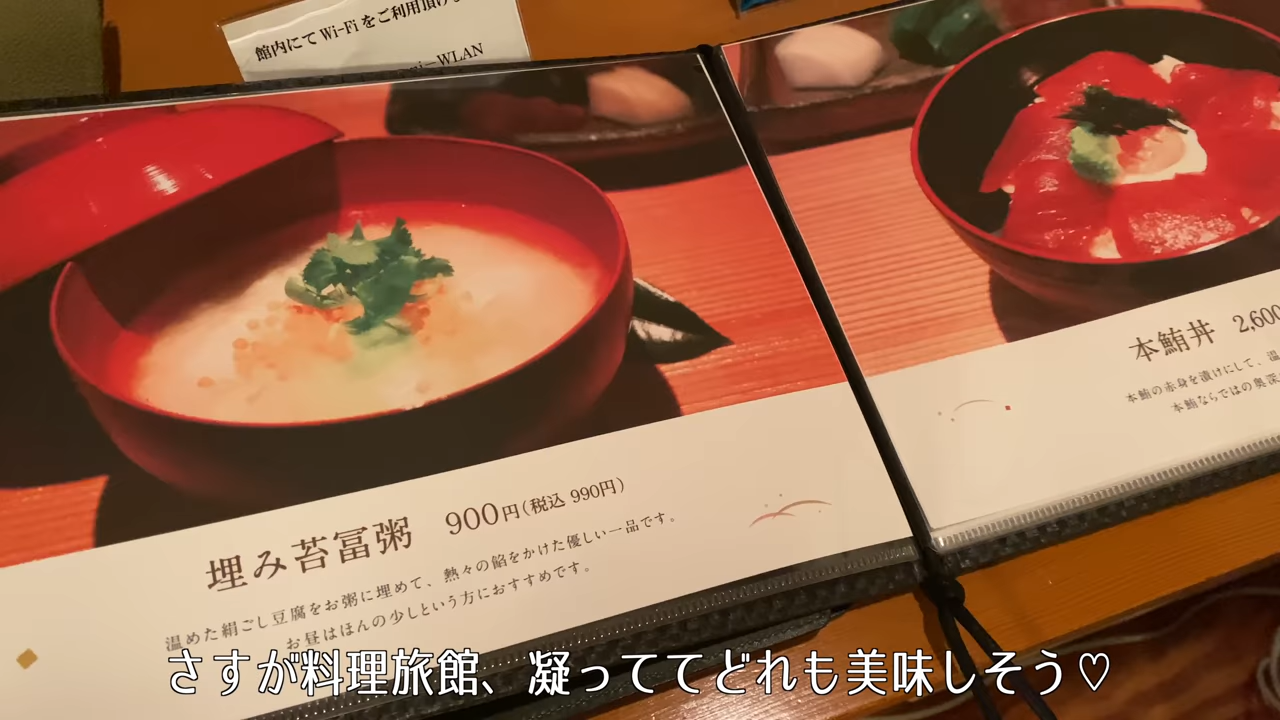 館内にて Wi-Fi をご利用頂け
WLAN
埋み苔冨粥 900円(税込 990円)
温めた絹ごし豆腐をお粥に埋めて、熱々の餡をかけた優しい一品です。
お昼はほんの少しという方におすすめです。
本鮪丼 2,600
本鮪の赤身を漬けにして、温
本鮪ならではの奥深
さすが料理旅館、凝っててどれも美味しそう♡